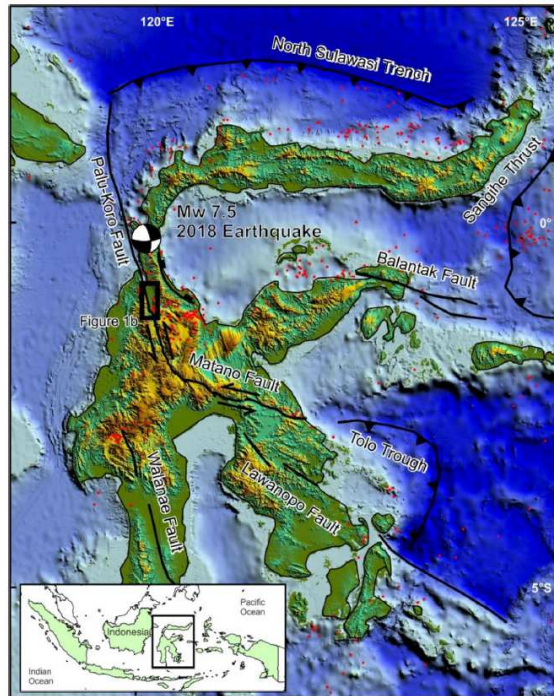 120°E
125°E
North Sulawasi Trench
Palu-Koro Fault
Sangihe Thrust
Mw 7.5
2018 Earthquake
0°
Balantak Fault
Figure 1b
Matano Fault
Tolo Trough
Walanae Fault
Lawanopo Fault
5°S
Pacific
Ocean
Indonesia
Indian
Ocean